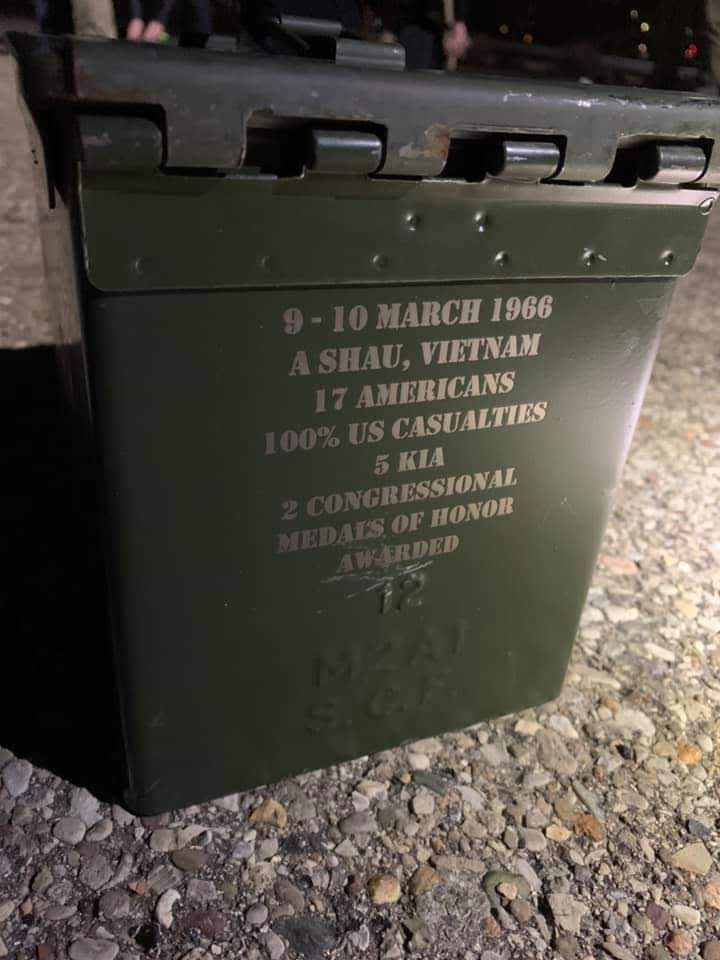 9 - 10 MARCH 1966
A SHAU, VIETNAM
17 AMERICANS
100% US CASUALTIES
5 KIA
2 CONGRESSIONAL
MEDALS OF HONOR
AWARDED
M2A1